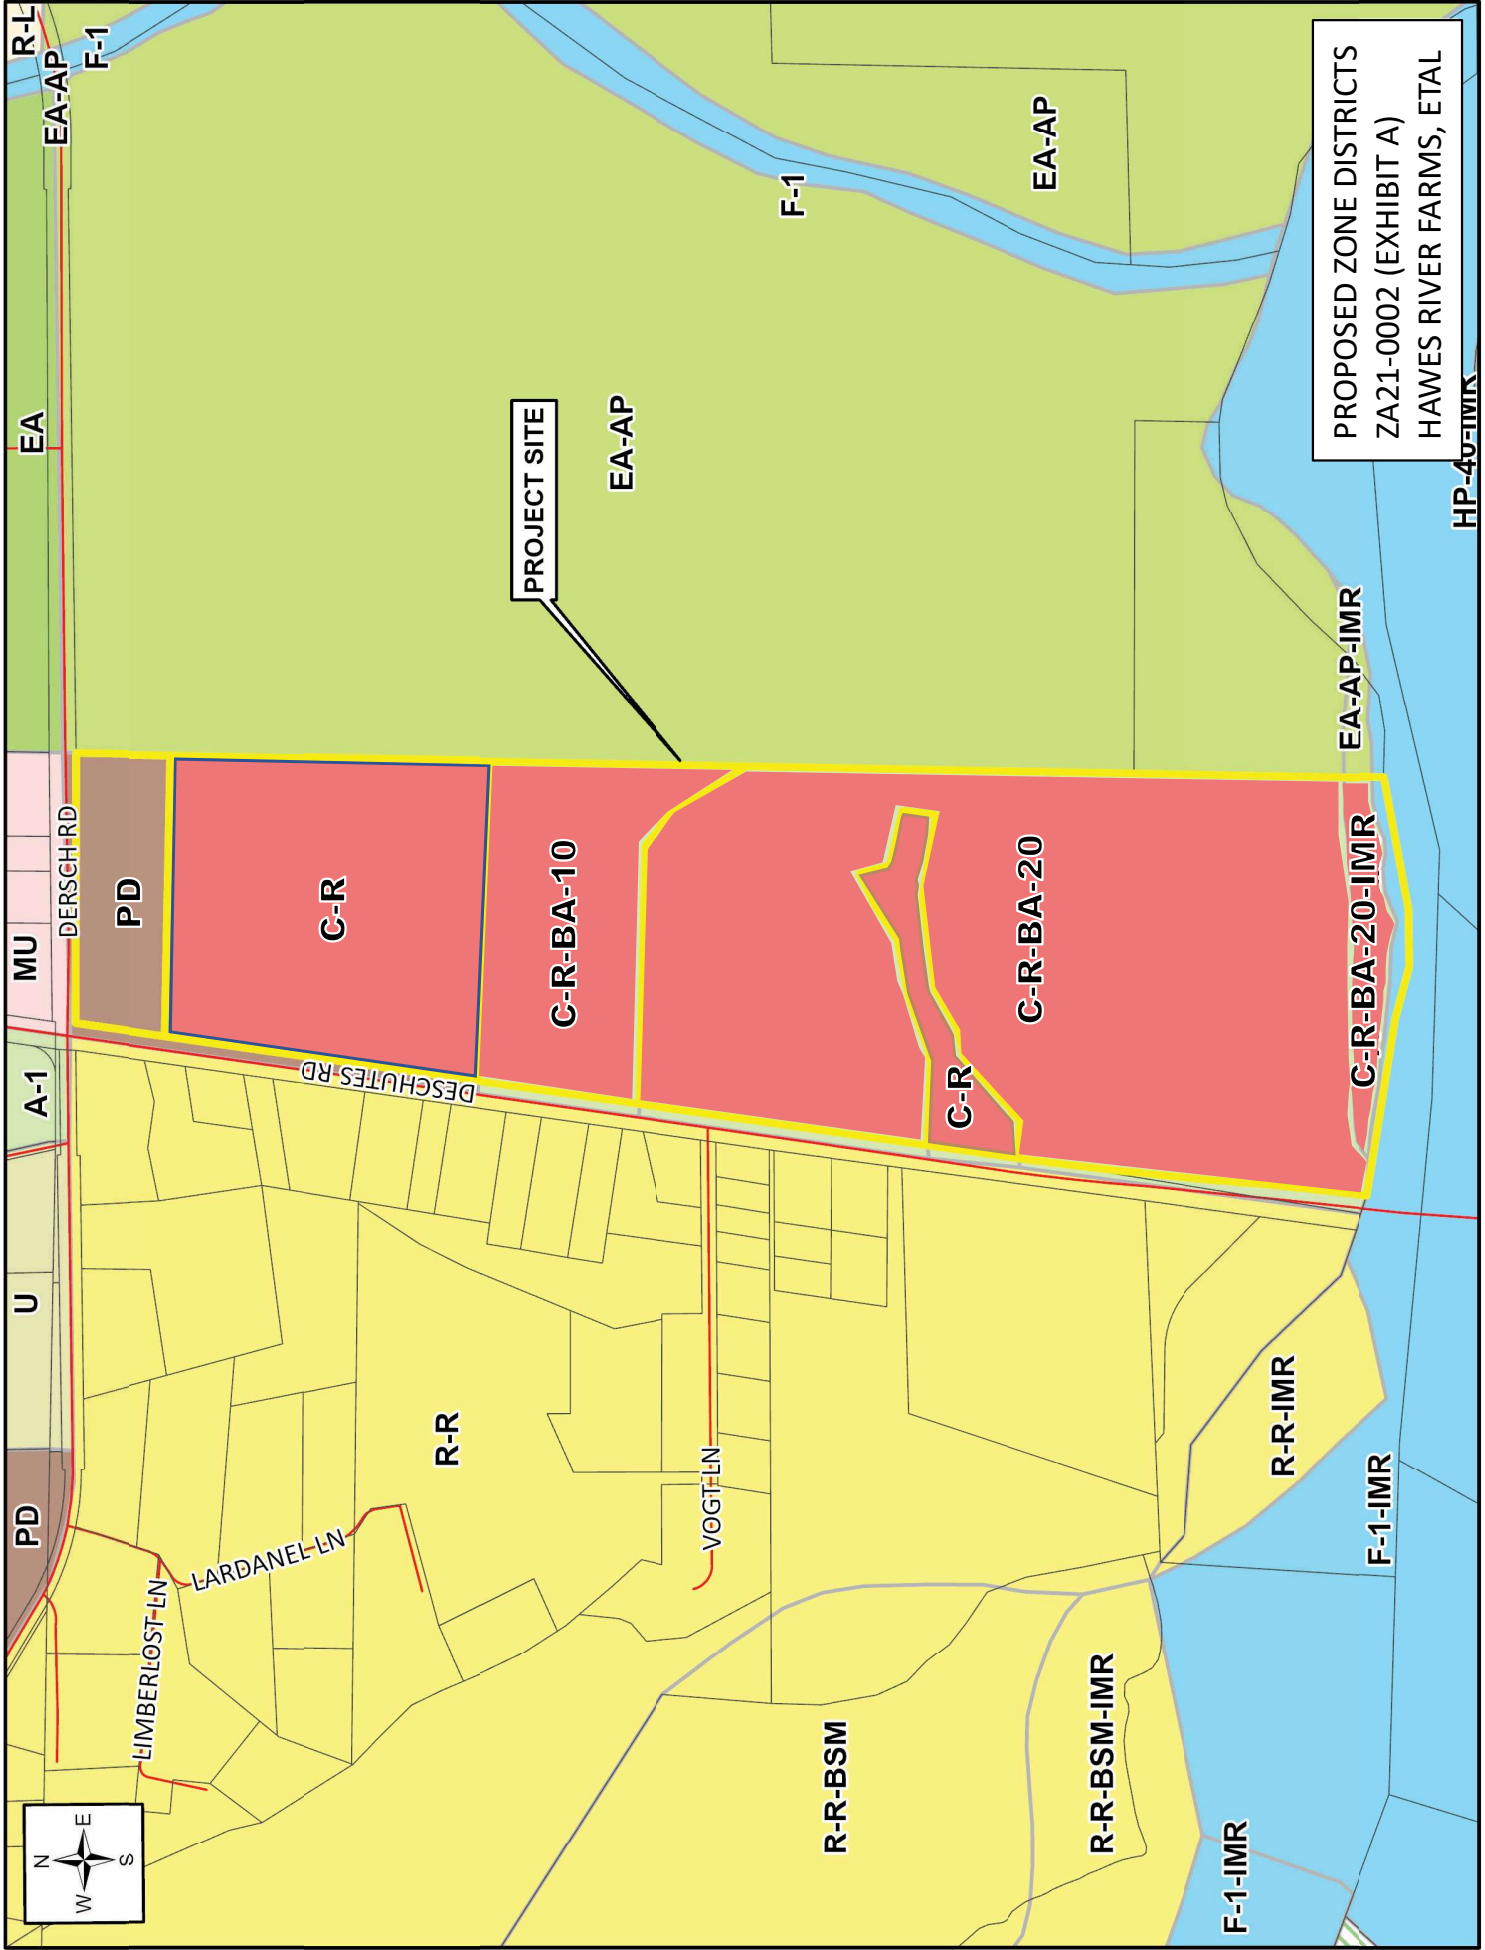 R-L
EA-AP
F-1
EA
MU
A-1
U
PD
DERSCH RD
PD
C-R
DESCHUTES RD
C-R-BA-10
C-R-BA-20
C-R
C-R-BA-20-IMR
PROJECT SITE
EA-AP
F-1
EA-AP
EA-AP-IMR
HP-40-IMR
R-R
LARDANEL LN
LIMBERLOST LN
VOGT LN
R-R-IMR
F-1-IMR
R-R-BSM
R-R-BSM-IMR
F-1-IMR
N
W E
S
PROPOSED ZONE DISTRICTS
ZA21-0002 (EXHIBIT A)
HAWES RIVER FARMS, ETAL